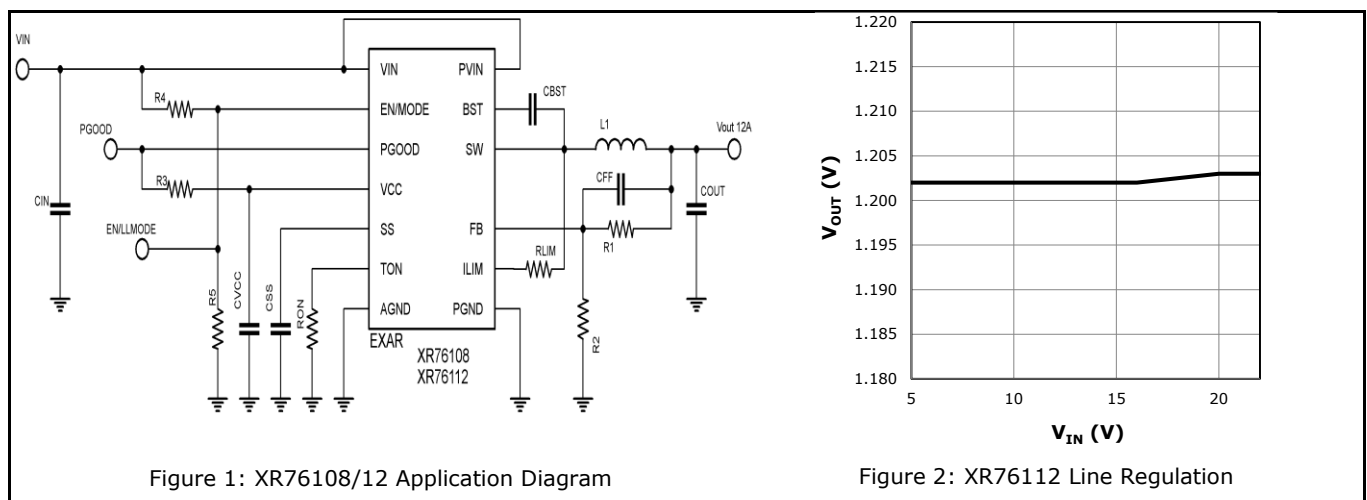 VIN
R4
PGOOD
R3
CIN
EN/LLMODE
R5
CVCC
CSS
RON
VIN
EN/MODE
PGOOD
VCC
SS
TON
AGND
PVIN
BST
SW
FB
ILIM
PGND
EXAR
XR76108
XR76112
CBST
L1
Vout 12A
CFF
COUT
R1
RLIM
R2
Figure 1: XR76108/12 Application Diagram
1.220
1.215
1.210
1.205
1.200
1.195
1.190
1.185
1.180
VOUT (V)
5 10 15 20
VIN (V)
Figure 2: XR76112 Line Regulation